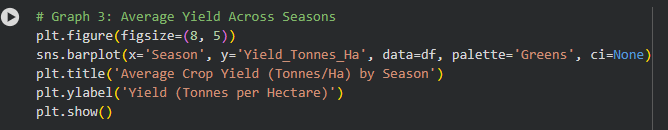 # Graph 3: Average Yield Across Seasons
plt.figure(figsize=(8, 5))
sns.barplot(x='Season', y='Yield_Tonnes_Ha', data=df, palette='Greens', ci=None)
plt.title('Average Crop Yield (Tonnes/Ha) by Season')
plt.ylabel('Yield (Tonnes per Hectare)')
plt.show()